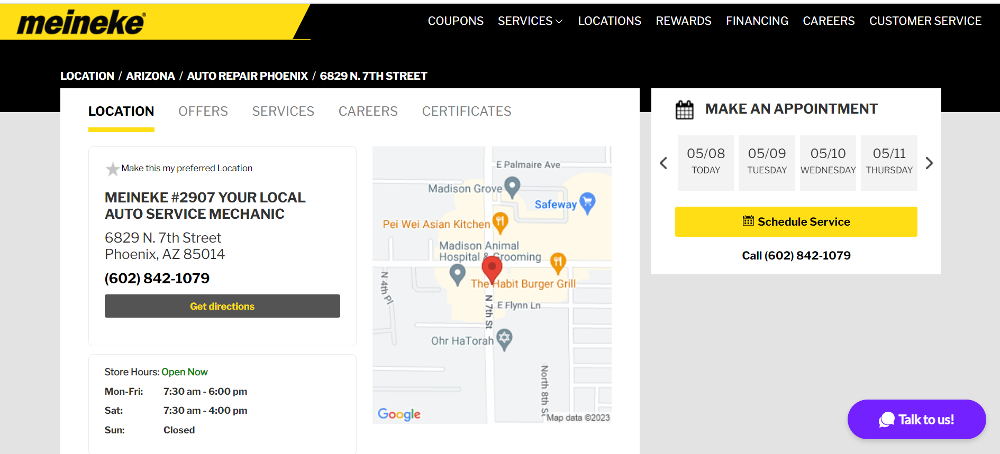 meineke®
COUPONS SERVICES LOCATIONS REWARDS FINANCING CAREERS CUSTOMER SERVICE
LOCATION / ARIZONA / AUTO REPAIR PHOENIX / 6829 N. 7TH STREET
LOCATION OFFERS SERVICES CAREERS CERTIFICATES
Make this my preferred Location
MEINEKE #2907 YOUR LOCAL
AUTO SERVICE MECHANIC
6829 N. 7th Street
Phoenix, AZ 85014
(602) 842-1079
Get directions
Store Hours: Open Now
Mon-Fri: 7:30 am - 6:00 pm
Sat: 7:30 am - 4:00 pm
Sun: Closed
E Palmaire Ave
Madison Grove
Safeway
Pei Wei Asian Kitchen
Madison Animal
Hospital & Grooming
The Habit Burger Grill
N 4th Pl
N 7th St
E Flynn Ln
Ohr HaTorah
North 8th S
Google
Map data ©2023
MAKE AN APPOINTMENT
05/08 05/09 05/10 05/11
TODAY TUESDAY WEDNESDAY THURSDAY
Schedule Service
Call (602) 842-1079
Talk to us!